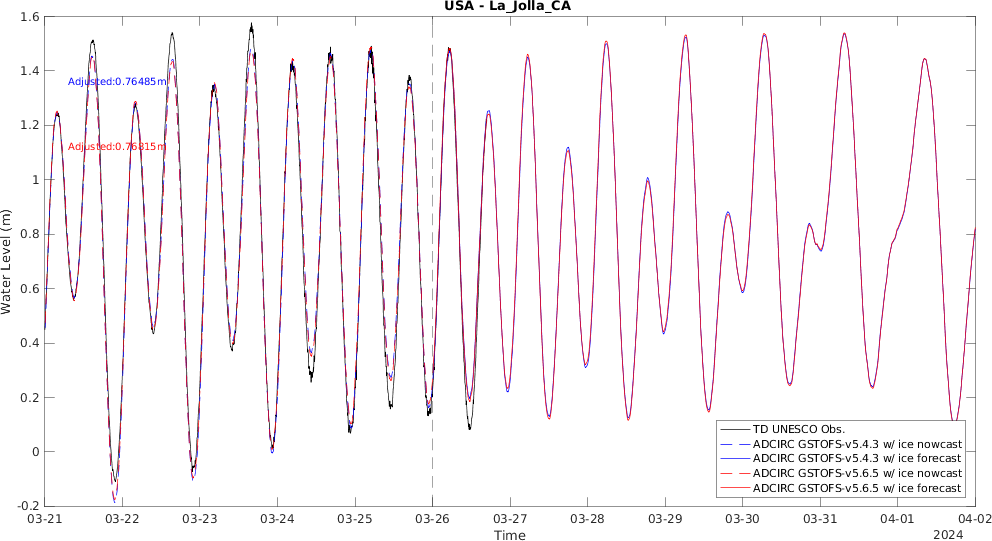 USA - La_Jolla_CA
1.6
1.4
1.2
1
0.8
0.6
0.4
0.2
0
-0.2
Water Level (m)
Adjusted:0.76485m
Adjusted:0.76815m
TD UNESCO Obs.
ADCIRC GSTOFS-v5.4.3 w/ ice nowcast
ADCIRC GSTOFS-v5.4.3 w/ ice forecast
ADCIRC GSTOFS-v5.6.5 w/ ice nowcast
ADCIRC GSTOFS-v5.6.5 w/ ice forecast
03-21 03-22 03-23 03-24 03-25 03-26 03-27 03-28 03-29 03-30 03-31 04-01 04-02
Time
2024